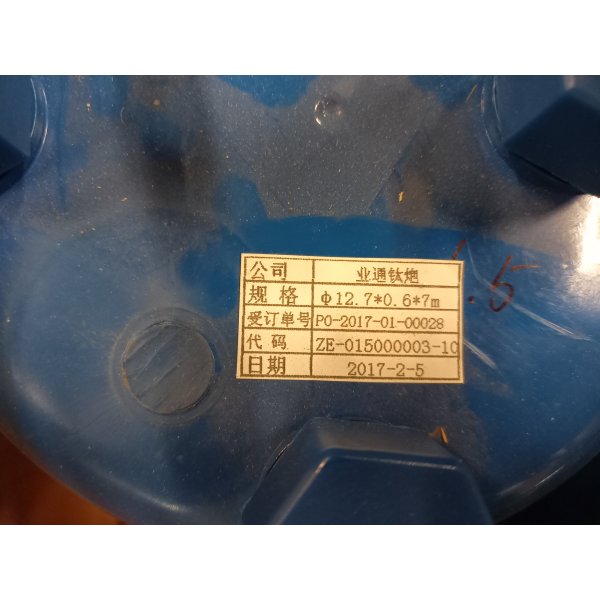 公司 业通钛炮
规格 Φ12.7*0.6*7m
受订单号 PO-2017-01-00028
代码 ZE-015000003-10
日期 2017-2-5
.5